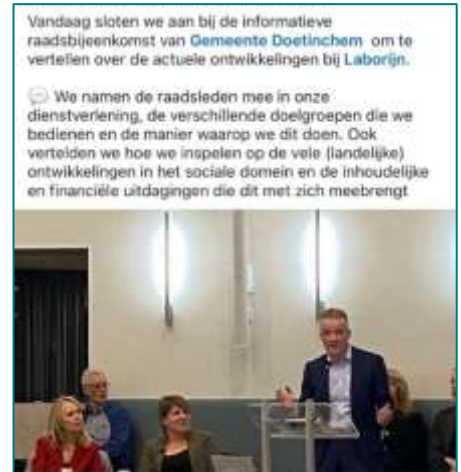 Vandaag sloten we aan bij de informatieve
raadsbijeenkomst van Gemeente Doetinchem om te
vertellen over de actuele ontwikkelingen bij Laborijn.
💬 We namen de raadsleden mee in onze
dienstverlening, de verschillende doelgroepen die we
bedienen en de manier waarop we dit doen. Ook
vertelden we hoe we inspelen op de vele (landelijke)
ontwikkelingen in het sociale domein en de inhoudelijke
en financiële uitdagingen die dit met zich meebrengt